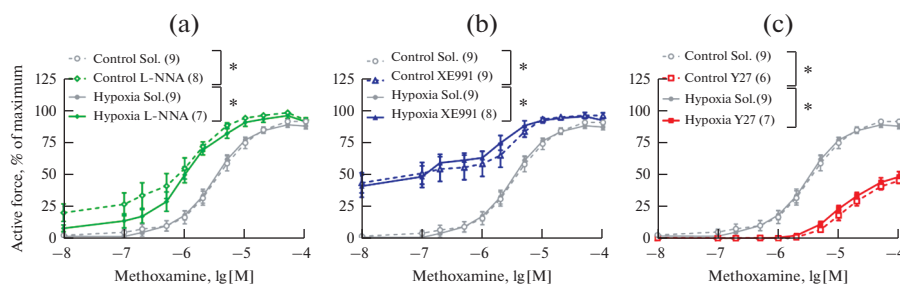 (a)
Control Sol. (9)
Control L-NNA (8)
Hypoxia Sol.(9)
Hypoxia L-NNA (7)
*
*
Active force, % of maximum
125
100
75
50
25
0
−8
−7
−6
−5
−4
Methoxamine, lg[M]
(b)
Control Sol. (9)
Control XE991 (9)
Hypoxia Sol.(9)
Hypoxia XE991 (8)
*
*
125
100
75
50
25
0
−8
−7
−6
−5
−4
Methoxamine, lg[M]
(c)
Control Sol. (9)
Control Y27 (6)
Hypoxia Sol.(9)
Hypoxia Y27 (7)
*
*
125
100
75
50
25
0
−8
−7
−6
−5
−4
Methoxamine, lg[M]